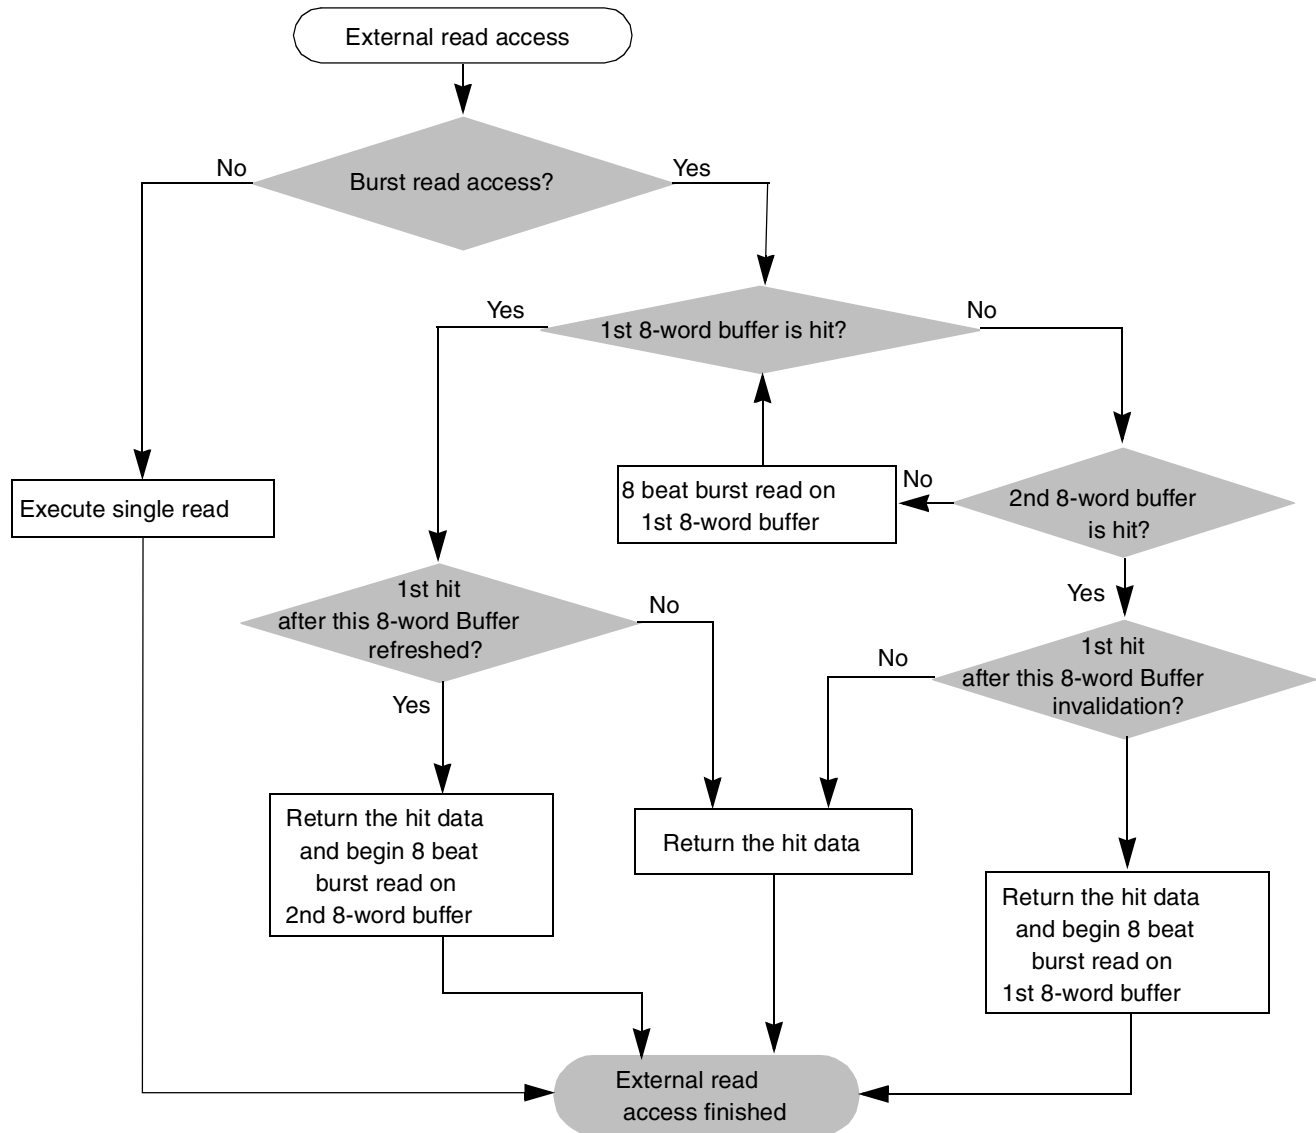 External read access
No
Yes
Burst read access?
Yes
No
1st 8-word buffer is hit?
Execute single read
8 beat burst read on
1st 8-word buffer
No
2nd 8-word buffer
is hit?
Yes
1st hit
after this 8-word Buffer
refreshed?
No
Yes
No
1st hit
after this 8-word Buffer
invalidation?
Return the hit data
and begin 8 beat
burst read on
2nd 8-word buffer
Return the hit data
Return the hit data
and begin 8 beat
burst read on
1st 8-word buffer
External read
access finished